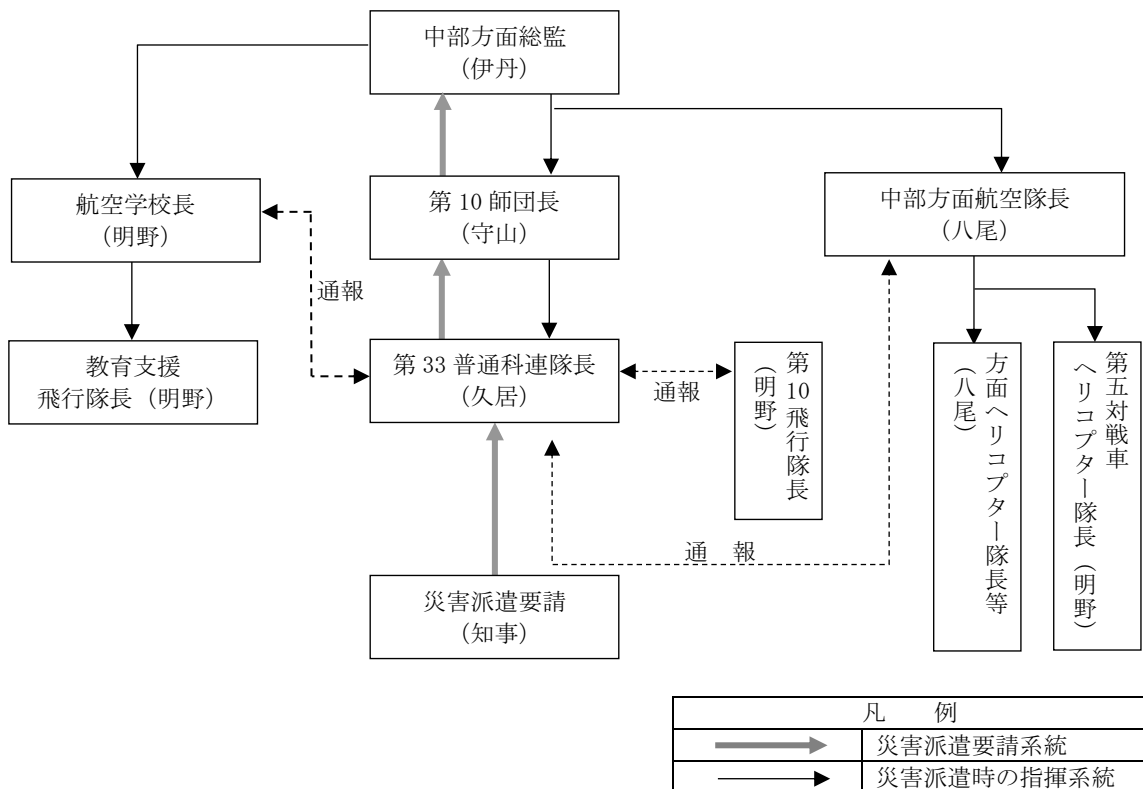 中部方面総監
(伊丹)
航空学校長
(明野)
第 10 師団長
(守山)
中部方面航空隊長
(八尾)
通報
教育支援
飛行隊長 (明野)
第 33 普通科連隊長
(久居)
通報
第10飛行隊長
(明野)
方面ヘリコプター隊長等
(八尾)
第五対戦車
ヘリコプター隊長 (明野)
通 報
災害派遣要請
(知事)
凡 例
災害派遣要請系統
災害派遣時の指揮系統